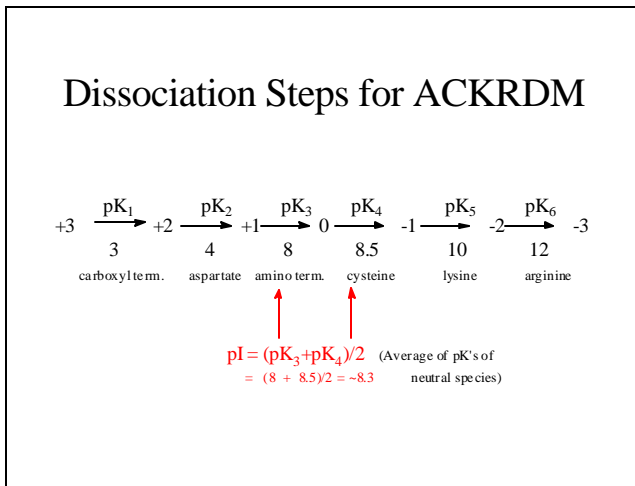 Dissociation Steps for ACKRDM
pK1 pK2 pK3 pK4 pK5 pK6
+3 +2 +1 0 -1 -2 -3
3 4 8 8.5 10 12
carboxyl term. aspartate amino term. cysteine lysine arginine
pI = (pK3+pK4)/2 (Average of pK's of
= (8 + 8.5)/2 = ~8.3 neutral species)